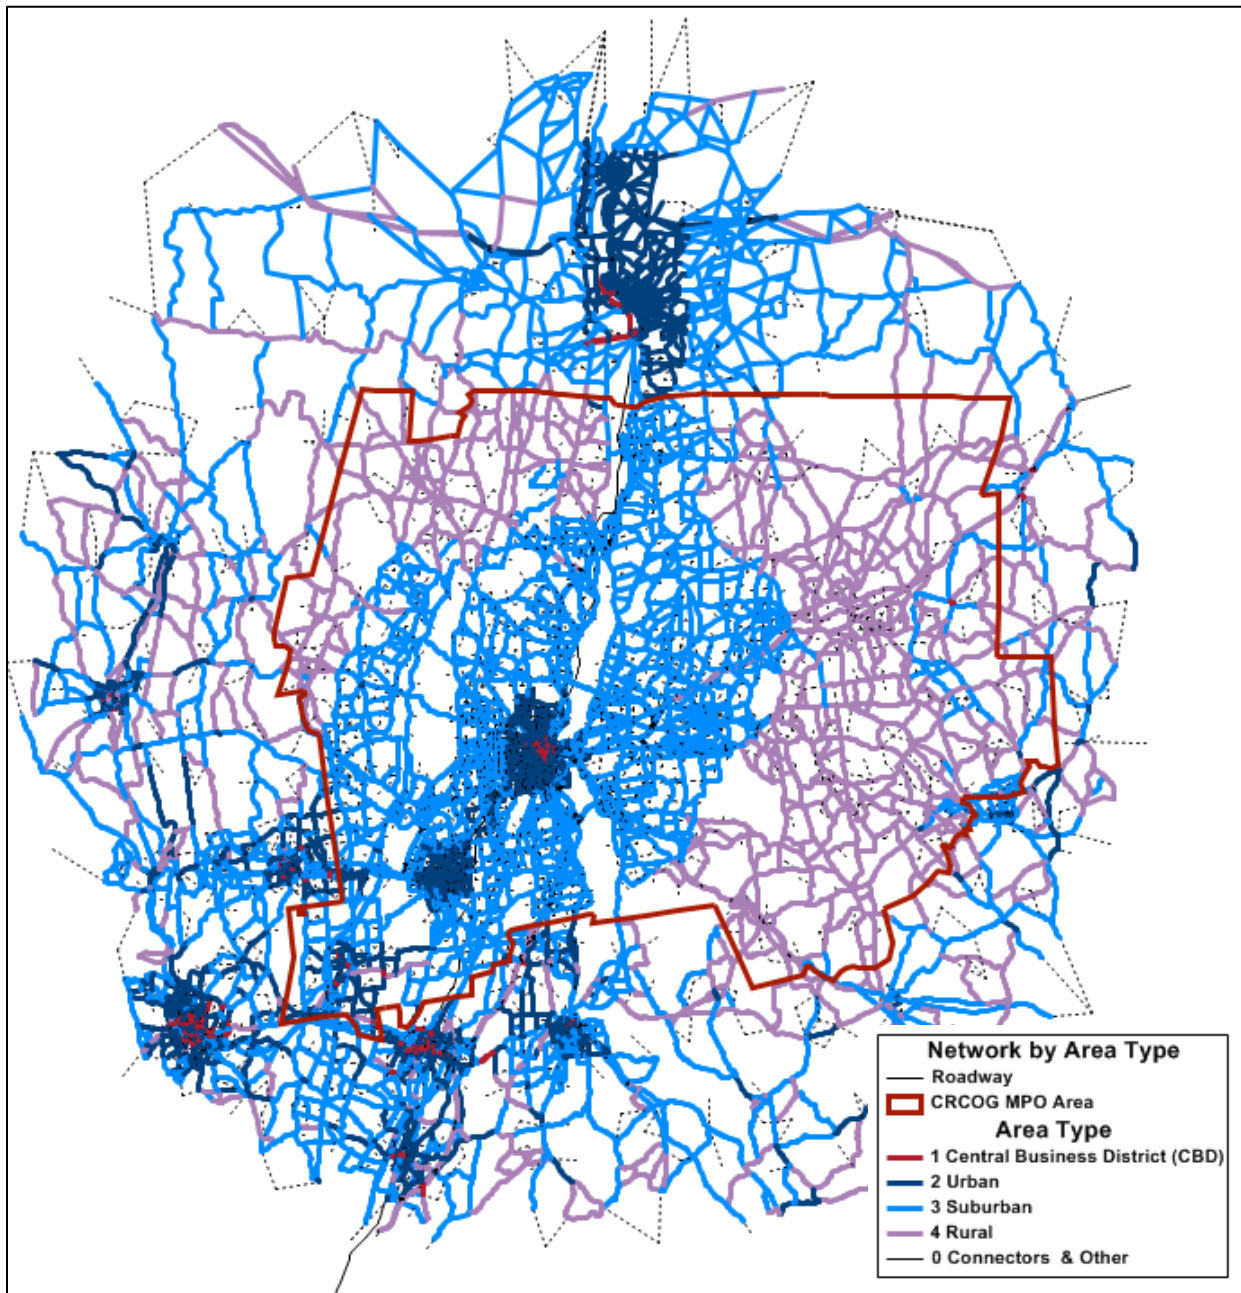 Network by Area Type
Roadway
CRCOG MPO Area
Area Type
1 Central Business District (CBD)
2 Urban
3 Suburban
4 Rural
0 Connectors & Other